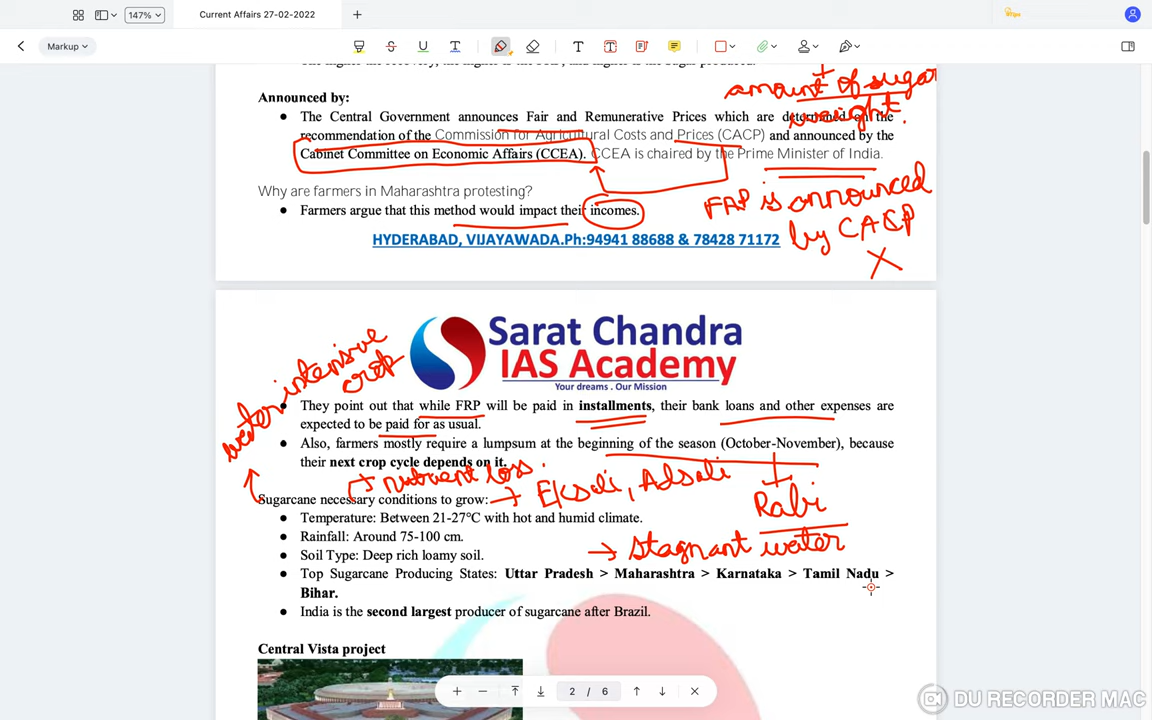 147%
Current Affairs 27-02-2022
Markup
amount of sugar
weight.
Announced by:
• The Central Government announces Fair and Remunerative Prices which are determined on the
recommendation of the Commission for Agricultural Costs and Prices (CACP) and announced by the
Cabinet Committee on Economic Affairs (CCEA). CCEA is chaired by the Prime Minister of India.
FRP is announced
by CACP
X
Why are farmers in Maharashtra protesting?
• Farmers argue that this method would impact their incomes.
HYDERABAD, VIJAYAWADA.Ph:94941 88688 & 78428 71172
Sarat Chandra
IAS Academy
Your dreams . Our Mission
water intensive
crop
• They point out that while FRP will be paid in installments, their bank loans and other expenses are
expected to be paid for as usual.
• Also, farmers mostly require a lumpsum at the beginning of the season (October-November), because
their next crop cycle depends on it.
→ nutrient loss.
Rabi
Sugarcane necessary conditions to grow: → Eksali, Adsali
• Temperature: Between 21-27°C with hot and humid climate.
• Rainfall: Around 75-100 cm.
→ stagnant water
• Soil Type: Deep rich loamy soil.
• Top Sugarcane Producing States: Uttar Pradesh > Maharashtra > Karnataka > Tamil Nadu >
Bihar.
• India is the second largest producer of sugarcane after Brazil.
Central Vista project
2 / 6
DU RECORDER MAC